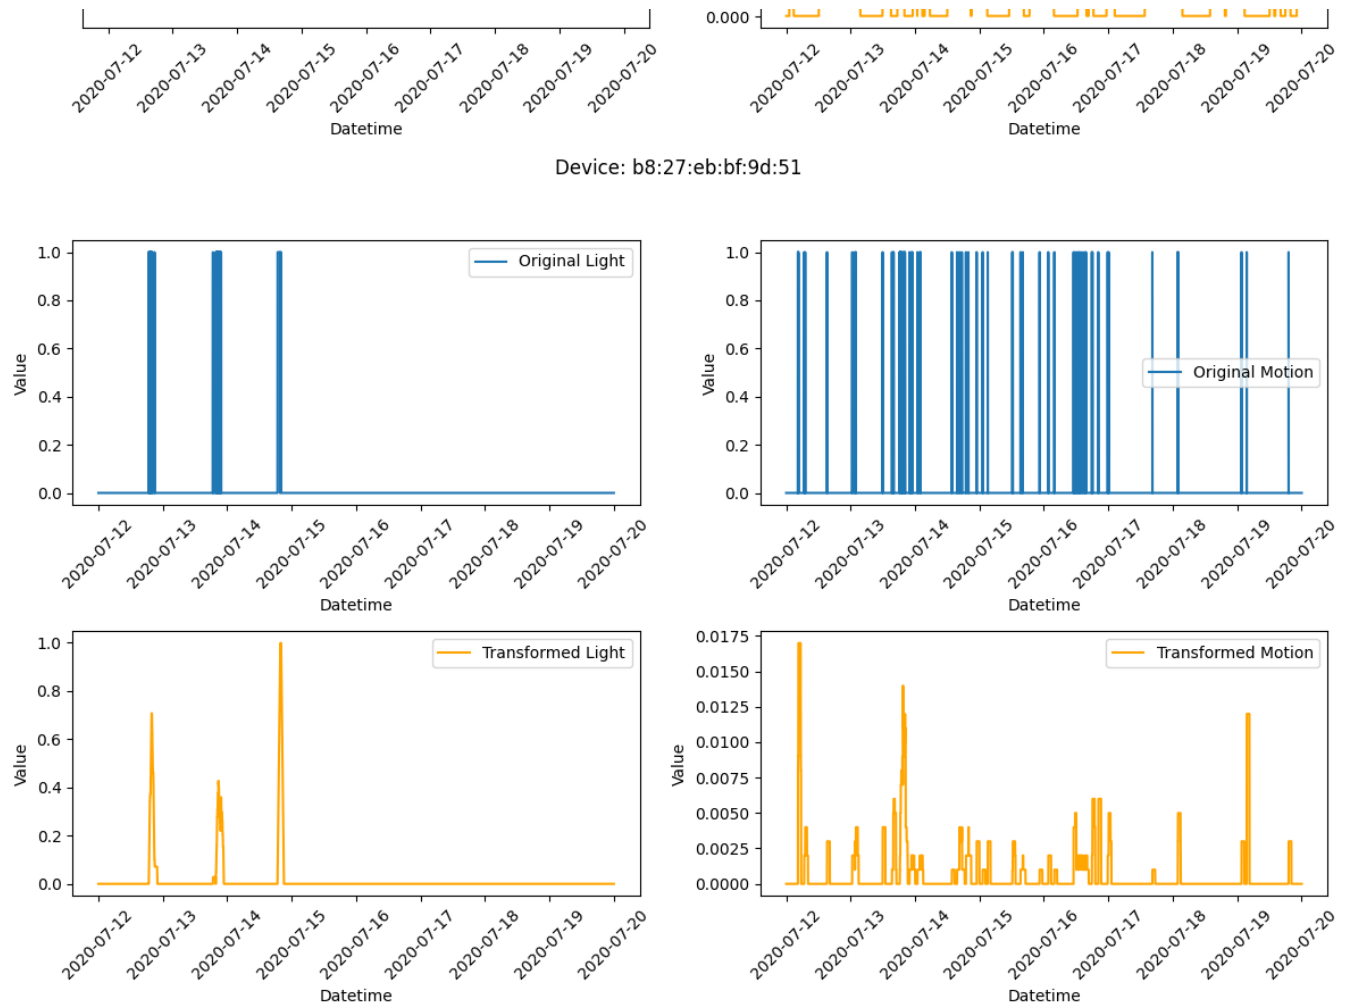 0.000
2020-07-12 2020-07-13 2020-07-14 2020-07-15 2020-07-16 2020-07-17 2020-07-18 2020-07-19 2020-07-20
Datetime
2020-07-12 2020-07-13 2020-07-14 2020-07-15 2020-07-16 2020-07-17 2020-07-18 2020-07-19 2020-07-20
Datetime
Device: b8:27:eb:bf:9d:51
Original Light
1.0
0.8
0.6
0.4
0.2
0.0
Value
2020-07-12 2020-07-13 2020-07-14 2020-07-15 2020-07-16 2020-07-17 2020-07-18 2020-07-19 2020-07-20
Datetime
Original Motion
1.0
0.8
0.6
0.4
0.2
0.0
Value
2020-07-12 2020-07-13 2020-07-14 2020-07-15 2020-07-16 2020-07-17 2020-07-18 2020-07-19 2020-07-20
Datetime
Transformed Light
1.0
0.8
0.6
0.4
0.2
0.0
Value
2020-07-12 2020-07-13 2020-07-14 2020-07-15 2020-07-16 2020-07-17 2020-07-18 2020-07-19 2020-07-20
Datetime
Transformed Motion
0.0175
0.0150
0.0125
0.0100
0.0075
0.0050
0.0025
0.0000
Value
2020-07-12 2020-07-13 2020-07-14 2020-07-15 2020-07-16 2020-07-17 2020-07-18 2020-07-19 2020-07-20
Datetime